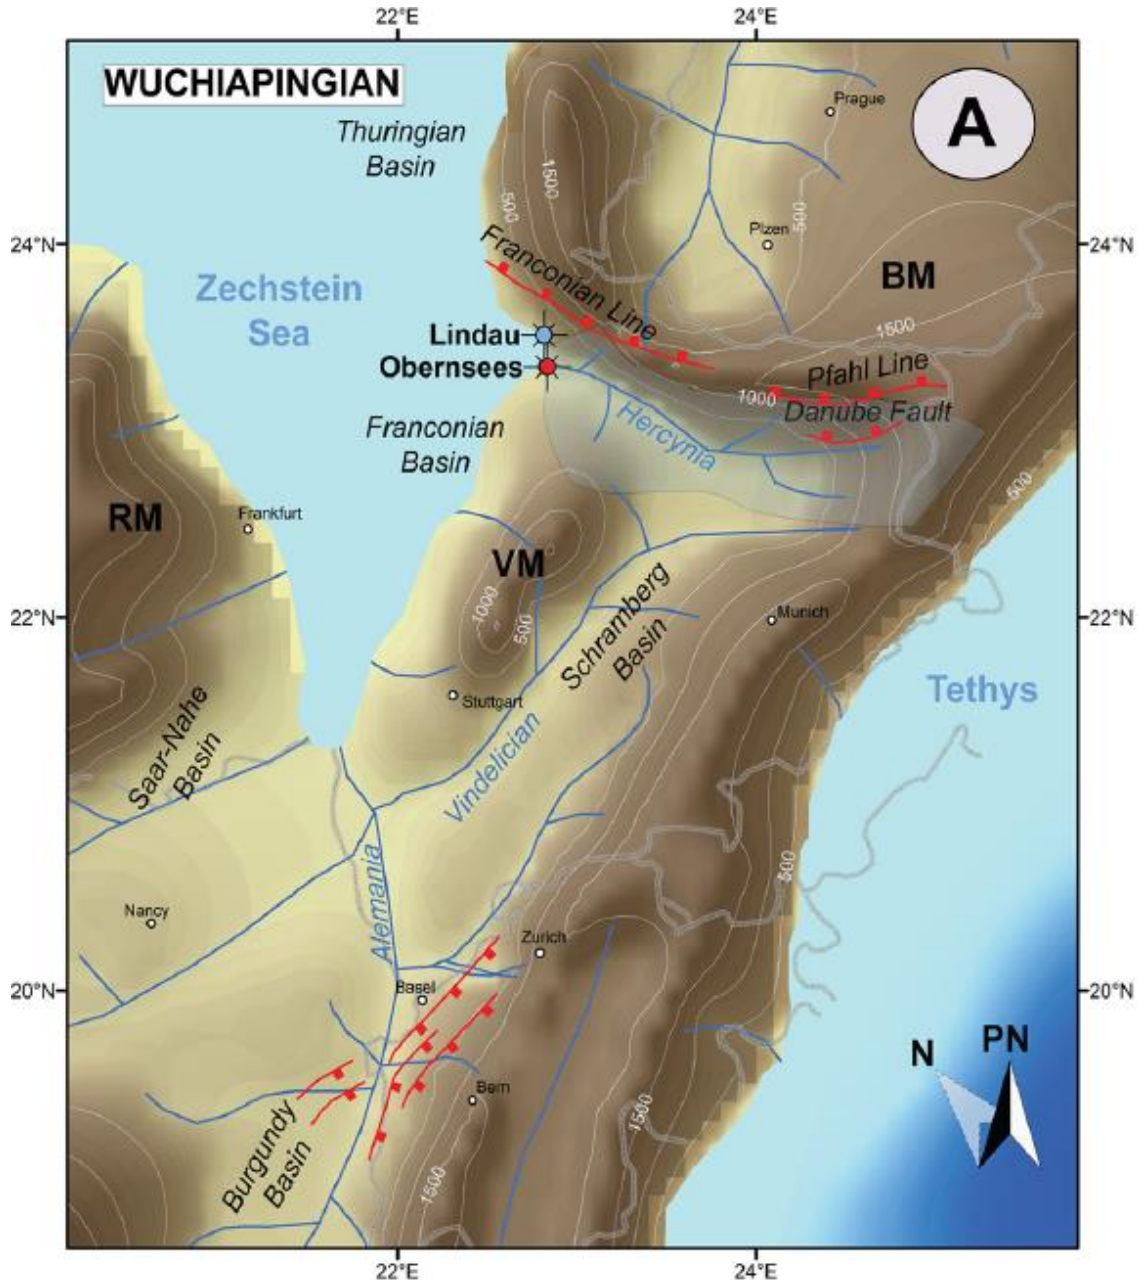 22°E
24°E
WUCHIAPINGIAN
A
Thuringian
Basin
Prague
1500
500
500
Plzen
24°N
24°N
Franconian Line
BM
Zechstein
Sea
1500
Lindau
Obernsees
Pfahl Line
1000
Danube Fault
Hercynia
Franconian
Basin
500
RM
Frankfurt
VM
1000
500
Schramberg
Basin
22°N
22°N
Munich
Stuttgart
Tethys
Saar-Nahe
Basin
Vindelician
500
Alemania
Nancy
Zurich
20°N
20°N
Basel
N
PN
Bern
1500
Burgundy
Basin
1500
22°E
24°E